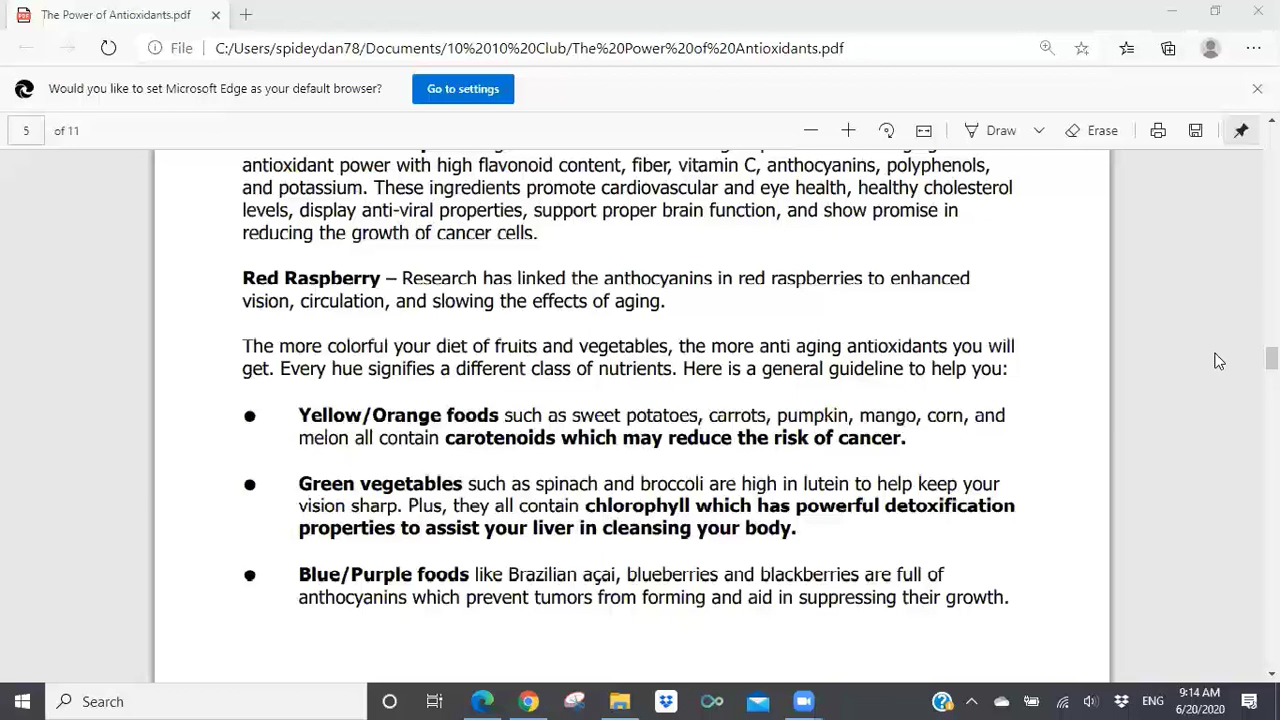 The Power of Antioxidants.pdf
File C:/Users/spideydan78/Documents/10%2010%20Club/The%20Power%20of%20Antioxidants.pdf
Would you like to set Microsoft Edge as your default browser? Go to settings
5 of 11 Draw Erase
antioxidant power with high flavonoid content, fiber, vitamin C, anthocyanins, polyphenols,
and potassium. These ingredients promote cardiovascular and eye health, healthy cholesterol
levels, display anti-viral properties, support proper brain function, and show promise in
reducing the growth of cancer cells.
Red Raspberry – Research has linked the anthocyanins in red raspberries to enhanced
vision, circulation, and slowing the effects of aging.
The more colorful your diet of fruits and vegetables, the more anti aging antioxidants you will
get. Every hue signifies a different class of nutrients. Here is a general guideline to help you:
● Yellow/Orange foods such as sweet potatoes, carrots, pumpkin, mango, corn, and
melon all contain carotenoids which may reduce the risk of cancer.
● Green vegetables such as spinach and broccoli are high in lutein to help keep your
vision sharp. Plus, they all contain chlorophyll which has powerful detoxification
properties to assist your liver in cleansing your body.
● Blue/Purple foods like Brazilian açai, blueberries and blackberries are full of
anthocyanins which prevent tumors from forming and aid in suppressing their growth.
Search
ENG
9:14 AM
6/20/2020